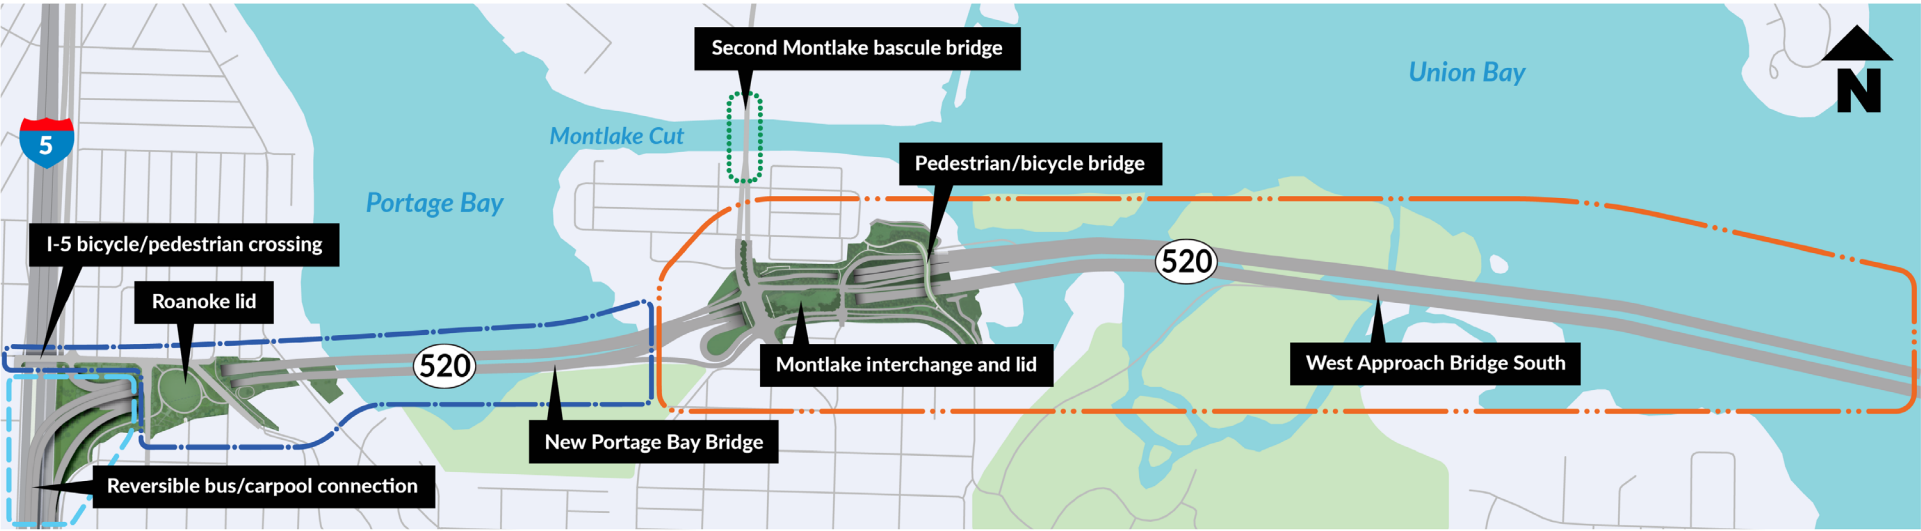 Second Montlake bascule bridge
Union Bay
N
5
Montlake Cut
Pedestrian/bicycle bridge
Portage Bay
I-5 bicycle/pedestrian crossing
520
Roanoke lid
520
Montlake interchange and lid
West Approach Bridge South
New Portage Bay Bridge
Reversible bus/carpool connection